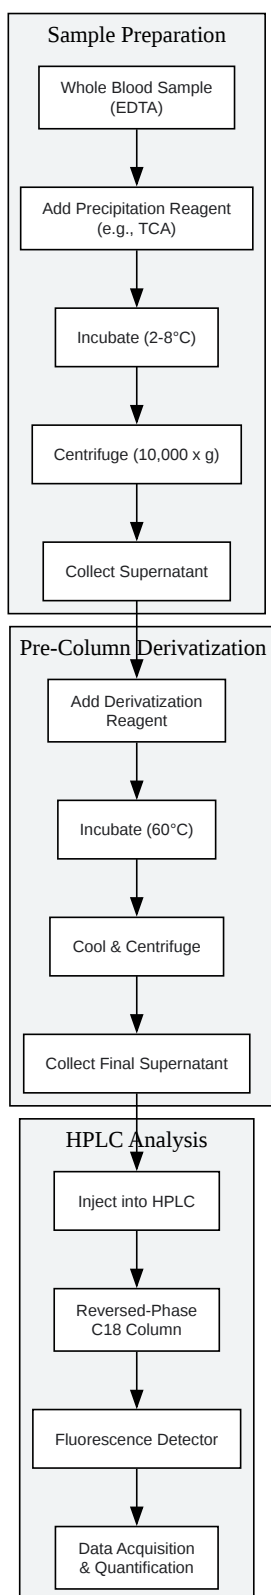 Sample Preparation
Whole Blood Sample
(EDTA)
Add Precipitation Reagent
(e.g., TCA)
Incubate (2-8°C)
Centrifuge (10,000 x g)
Collect Supernatant
Pre-Column Derivatization
Add Derivatization
Reagent
Incubate (60°C)
Cool & Centrifuge
Collect Final Supernatant
HPLC Analysis
Inject into HPLC
Reversed-Phase
C18 Column
Fluorescence Detector
Data Acquisition
& Quantification